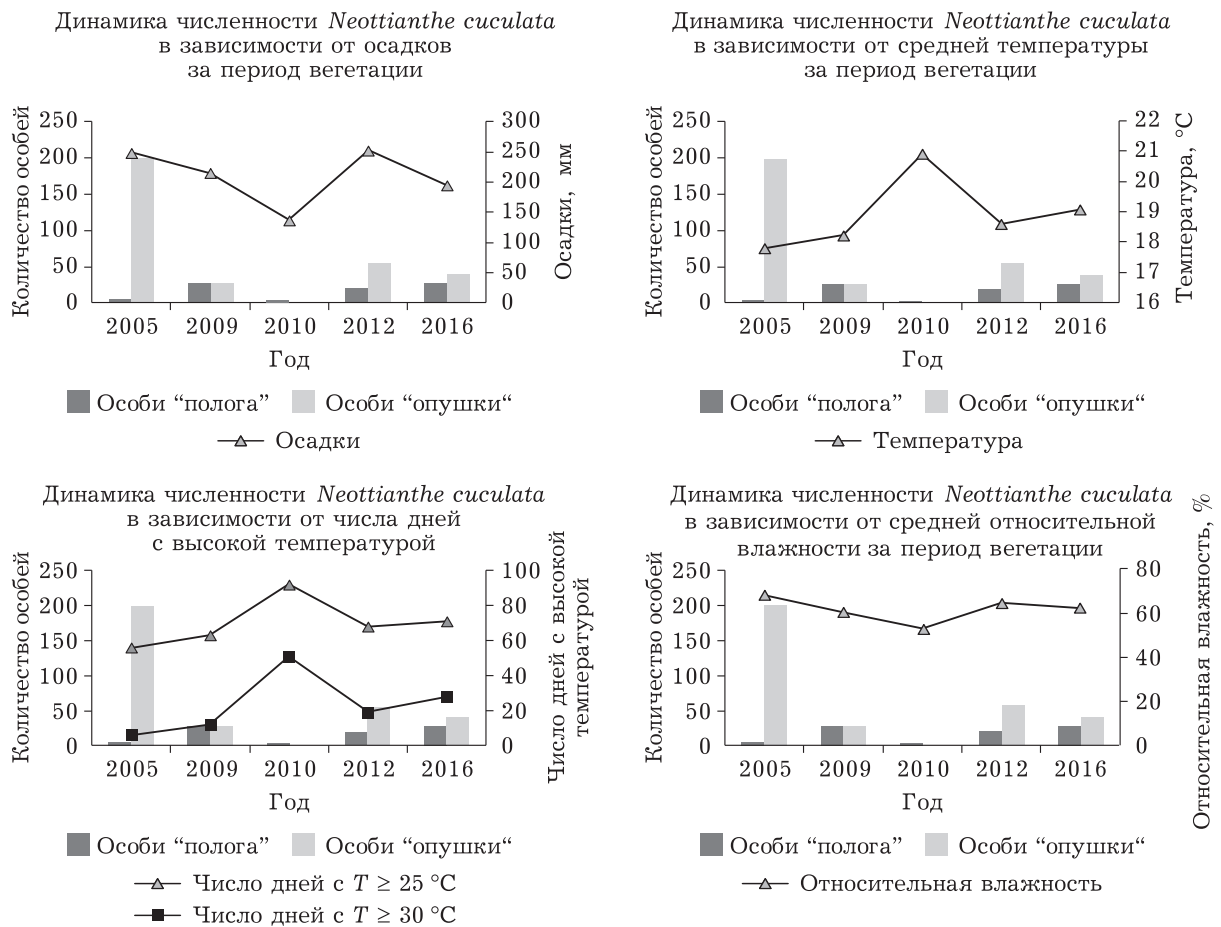 Динамика численности Neottianthe cuculata
в зависимости от осадков
за период вегетации
Количество особей
250
200
150
100
50
0
300
250
200
150
100
50
0
Осадки, мм
2005 2009 2010 2012 2016
Год
Особи “полога” Особи “опушки“
Осадки
Динамика численности Neottianthe cuculata
в зависимости от средней температуры
за период вегетации
Количество особей
250
200
150
100
50
0
22
21
20
19
18
17
16
Температура, °C
2005 2009 2010 2012 2016
Год
Особи “полога” Особи “опушки“
Температура
Динамика численности Neottianthe cuculata
в зависимости от числа дней
с высокой температурой
Количество особей
250
200
150
100
50
0
100
80
60
40
20
0
Число дней с высокой
температурой
2005 2009 2010 2012 2016
Год
Особи “полога” Особи “опушки“
Число дней с T ≥ 25 °C
Число дней с T ≥ 30 °C
Динамика численности Neottianthe cuculata
в зависимости от средней относительной
влажности за период вегетации
Количество особей
250
200
150
100
50
0
80
60
40
20
0
Относительная влажность, %
2005 2009 2010 2012 2016
Год
Особи “полога” Особи “опушки“
Относительная влажность